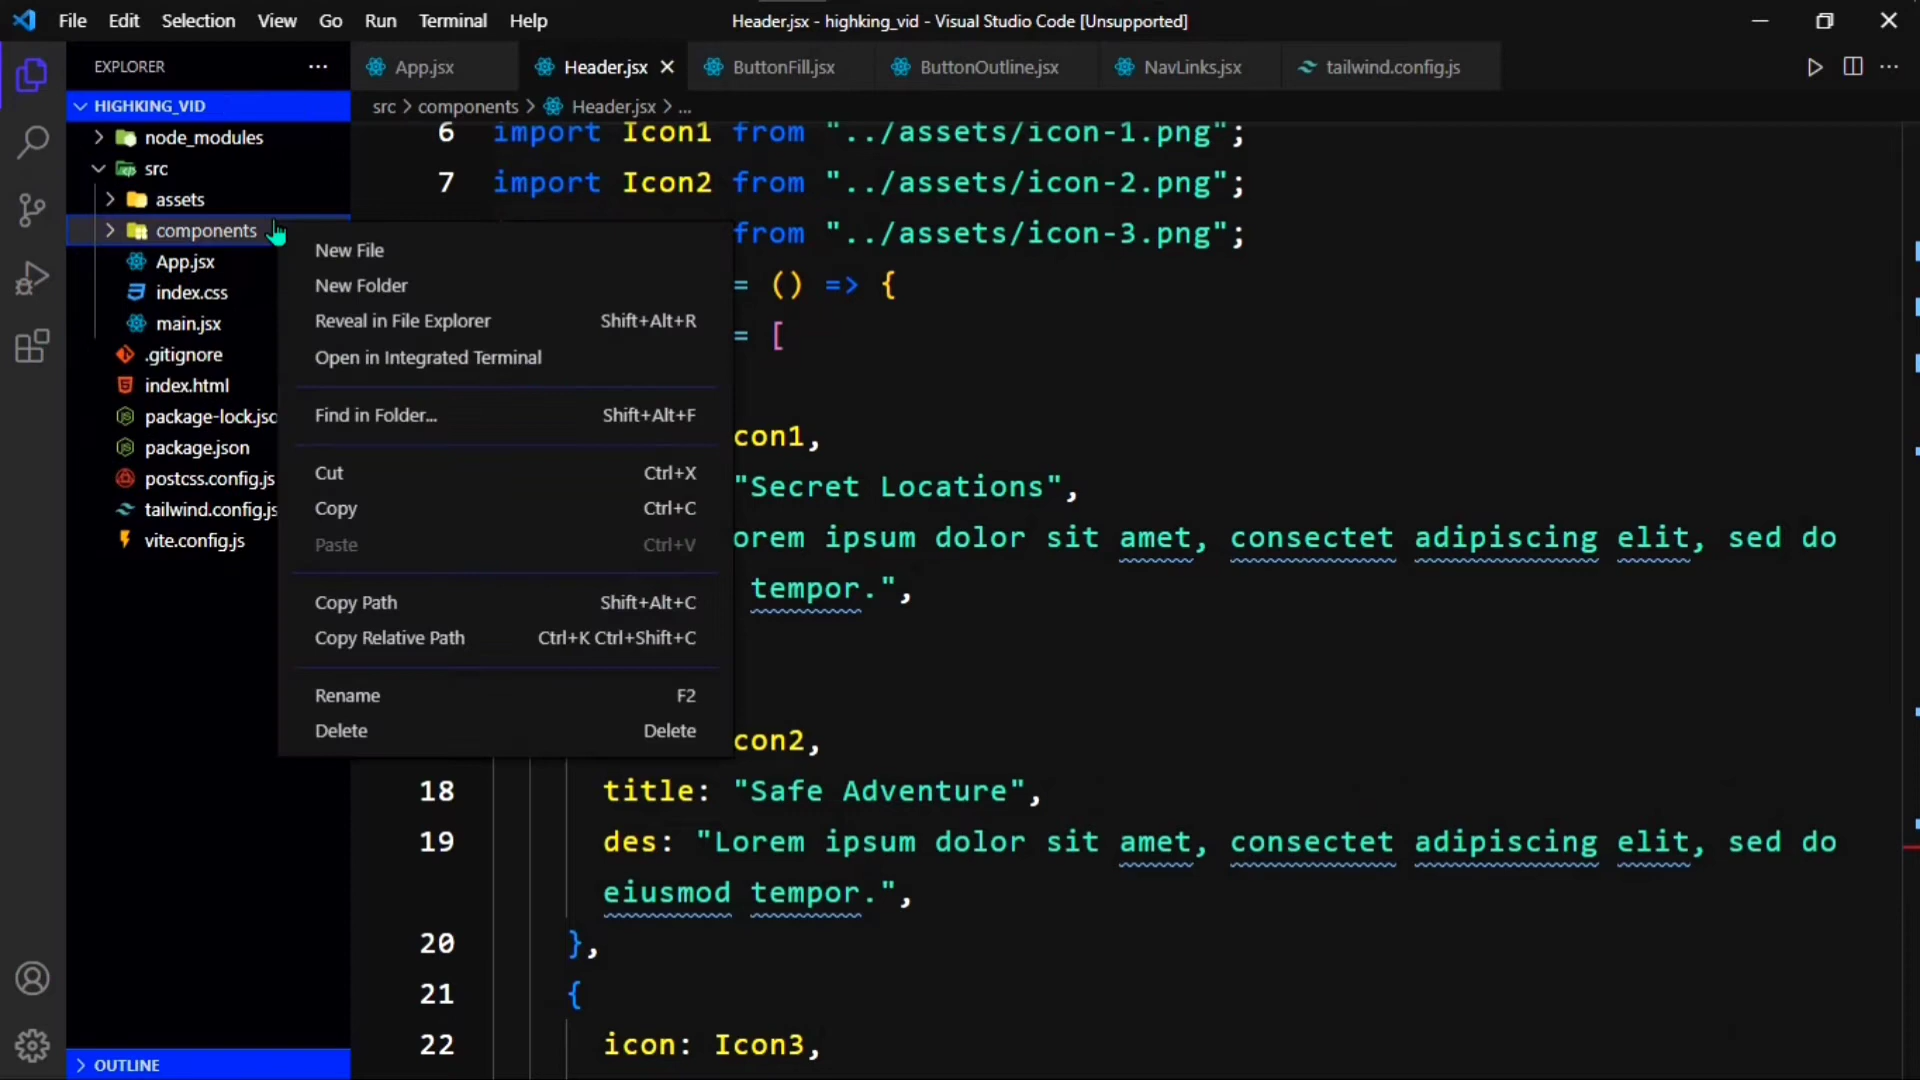 File Edit Selection View Go Run Terminal Help
Header.jsx - highking_vid - Visual Studio Code [Unsupported]
EXPLORER
App.jsx Header.jsx ButtonFill.jsx ButtonOutline.jsx NavLinks.jsx tailwind.config.js
HIGHKING_VID
node_modules
src
assets
components
App.jsx
index.css
main.jsx
.gitignore
index.html
package-lock.jsc
package.json
postcss.config.js
tailwind.config.js
vite.config.js
OUTLINE
src > components > Header.jsx > ...
6 import Icon1 from "../assets/icon-1.png";
7 import Icon2 from "../assets/icon-2.png";
from "../assets/icon-3.png";
= () => {
= [
con1,
"Secret Locations",
orem ipsum dolor sit amet, consectet adipiscing elit, sed do
tempor.",
con2,
18 title: "Safe Adventure",
19 des: "Lorem ipsum dolor sit amet, consectet adipiscing elit, sed do
eiusmod tempor.",
20 },
21 {
22 icon: Icon3,
New File
New Folder
Reveal in File Explorer Shift+Alt+R
Open in Integrated Terminal
Find in Folder... Shift+Alt+F
Cut Ctrl+X
Copy Ctrl+C
Paste Ctrl+V
Copy Path Shift+Alt+C
Copy Relative Path Ctrl+K Ctrl+Shift+C
Rename F2
Delete Delete